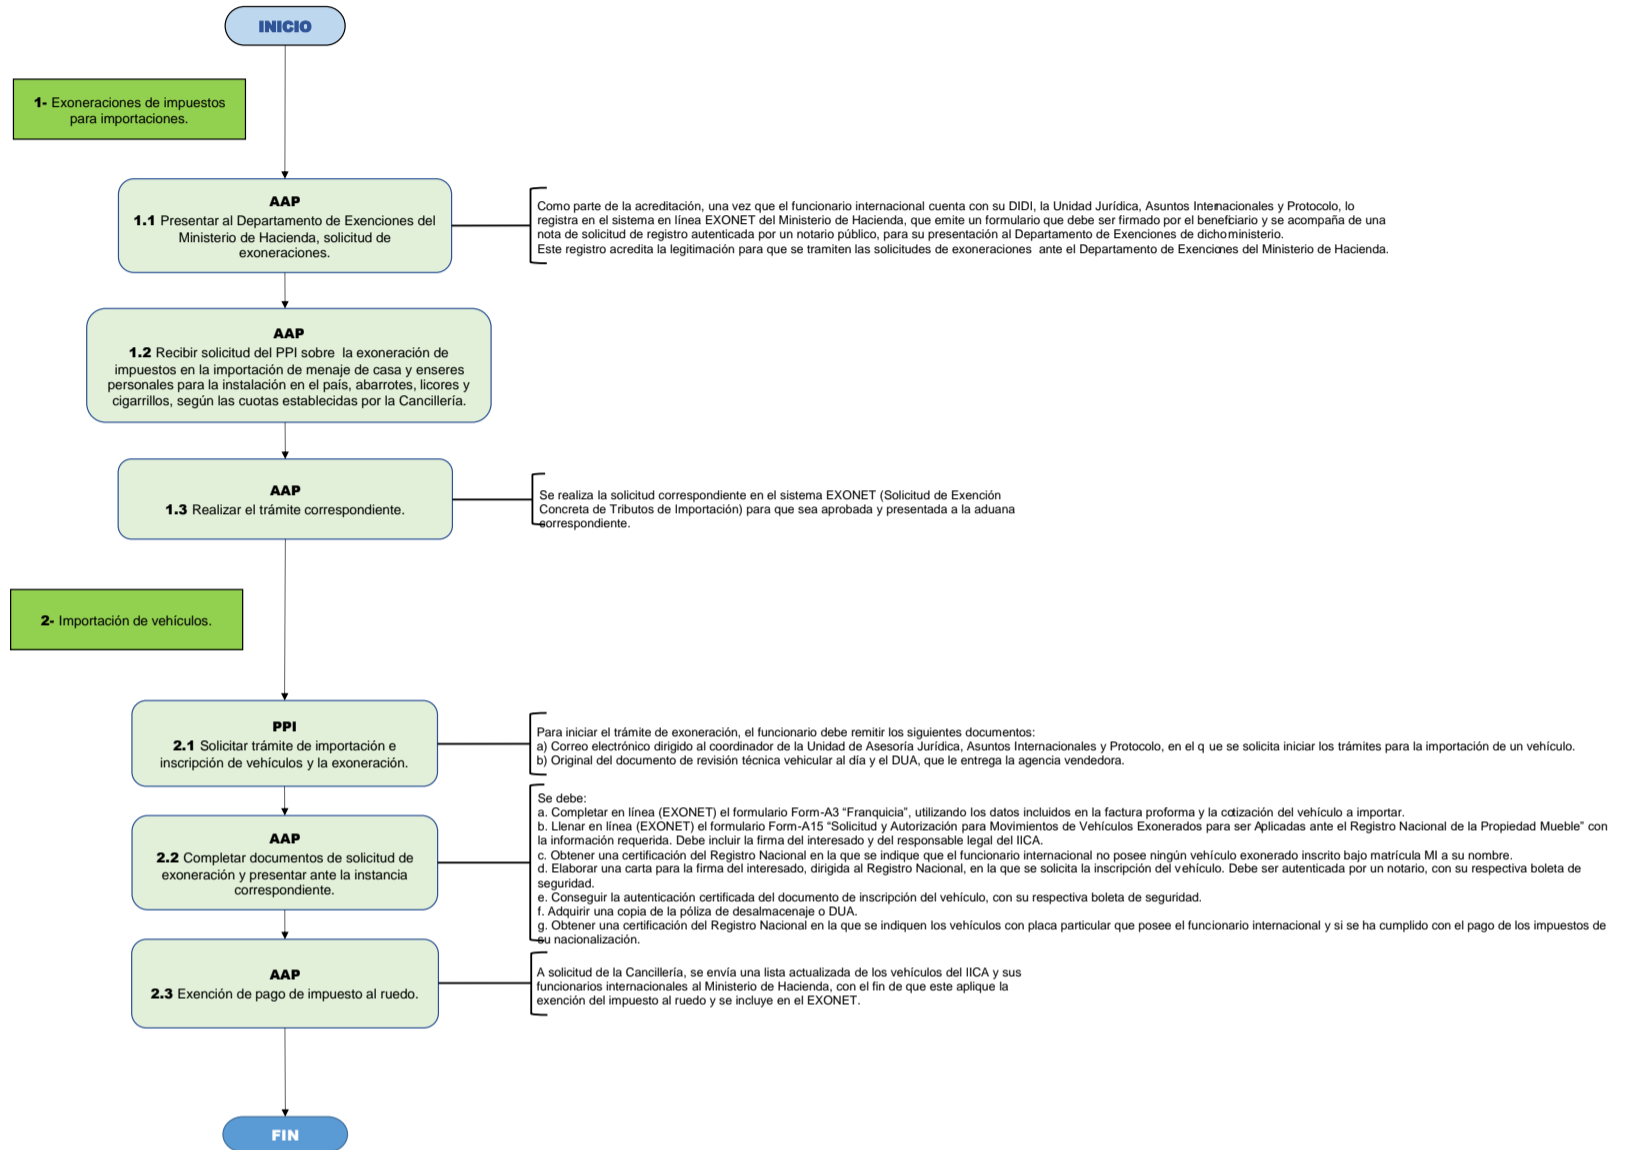 INICIO
1- Exoneraciones de impuestos
para importaciones.
AAP
1.1 Presentar al Departamento de Exenciones del
Ministerio de Hacienda, solicitud de
exoneraciones.
Como parte de la acreditación, una vez que el funcionario internacional cuenta con su DIDI, la Unidad Jurídica, Asuntos Internacionales y Protocolo, lo
registra en el sistema en línea EXONET del Ministerio de Hacienda, que emite un formulario que debe ser firmado por el beneficiario y se acompaña de una
nota de solicitud de registro autenticada por un notario público, para su presentación al Departamento de Exenciones de dicho ministerio.
Este registro acredita la legitimación para que se tramiten las solicitudes de exoneraciones ante el Departamento de Exenciones del Ministerio de Hacienda.
AAP
1.2 Recibir solicitud del PPI sobre la exoneración de
impuestos en la importación de menaje de casa y enseres
personales para la instalación en el país, abarrotes, licores y
cigarrillos, según las cuotas establecidas por la Cancillería.
AAP
1.3 Realizar el trámite correspondiente.
Se realiza la solicitud correspondiente en el sistema EXONET (Solicitud de Exención
Concreta de Tributos de Importación) para que sea aprobada y presentada a la aduana
correspondiente.
2- Importación de vehículos.
PPI
2.1 Solicitar trámite de importación e
inscripción de vehículos y la exoneración.
Para iniciar el trámite de exoneración, el funcionario debe remitir los siguientes documentos:
a) Correo electrónico dirigido al coordinador de la Unidad de Asesoría Jurídica, Asuntos Internacionales y Protocolo, en el q ue se solicita iniciar los trámites para la importación de un vehículo.
b) Original del documento de revisión técnica vehicular al día y el DUA, que le entrega la agencia vendedora.
AAP
2.2 Completar documentos de solicitud de
exoneración y presentar ante la instancia
correspondiente.
Se debe:
a. Completar en línea (EXONET) el formulario Form-A3 “Franquicia”, utilizando los datos incluidos en la factura proforma y la cotización del vehículo a importar.
b. Llenar en línea (EXONET) el formulario Form-A15 “Solicitud y Autorización para Movimientos de Vehículos Exonerados para ser Aplicadas ante el Registro Nacional de la Propiedad Mueble” con
la información requerida. Debe incluir la firma del interesado y del responsable legal del IICA.
c. Obtener una certificación del Registro Nacional en la que se indique que el funcionario internacional no posee ningún vehículo exonerado inscrito bajo matrícula MI a su nombre.
d. Elaborar una carta para la firma del interesado, dirigida al Registro Nacional, en la que se solicita la inscripción del vehículo. Debe ser autenticada por un notario, con su respectiva boleta de
seguridad.
e. Conseguir la autenticación certificada del documento de inscripción del vehículo, con su respectiva boleta de seguridad.
f. Adquirir una copia de la póliza de desalmacenaje o DUA.
g. Obtener una certificación del Registro Nacional en la que se indiquen los vehículos con placa particular que posee el funcionario internacional y si se ha cumplido con el pago de los impuestos de
su nacionalización.
AAP
2.3 Exención de pago de impuesto al ruedo.
A solicitud de la Cancillería, se envía una lista actualizada de los vehículos del IICA y sus
funcionarios internacionales al Ministerio de Hacienda, con el fin de que este aplique la
exención del impuesto al ruedo y se incluye en el EXONET.
FIN